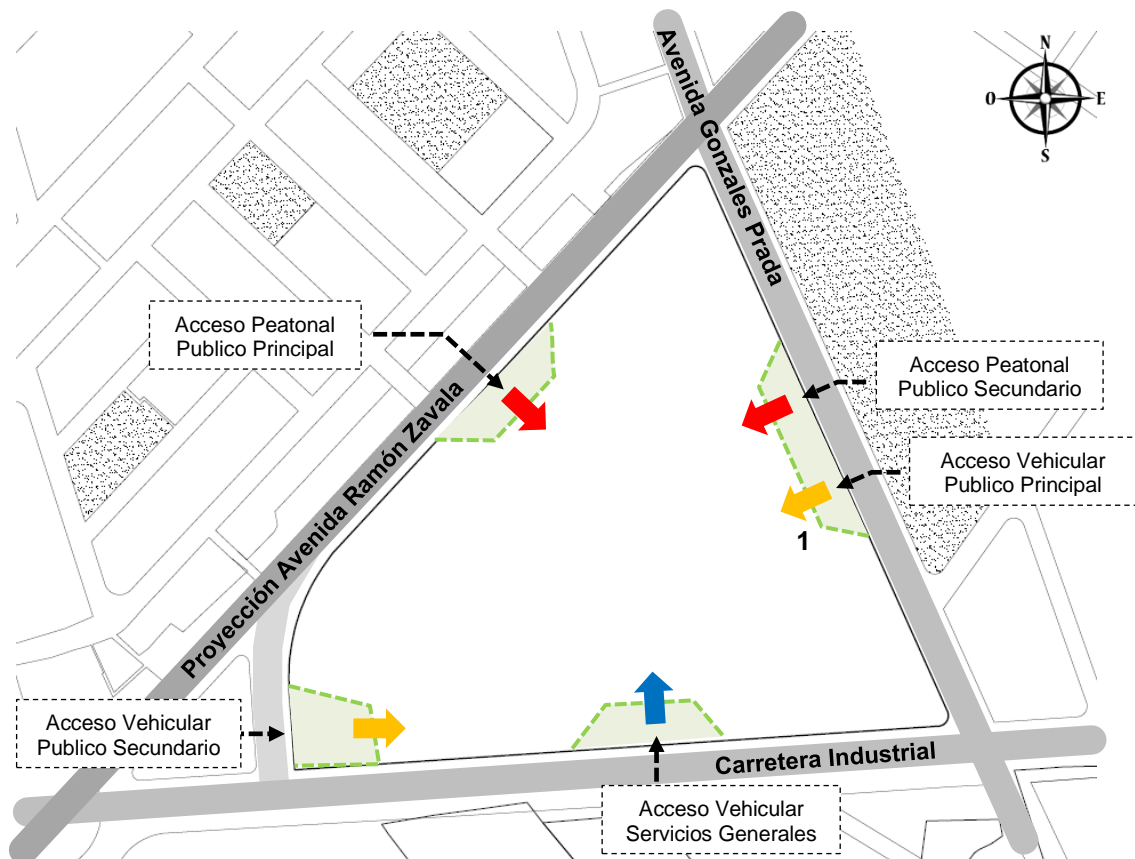 Avenida Gonzales Prada
N
O
E
S
Acceso Peatonal
Publico Principal
Acceso Peatonal
Publico Secundario
Proyección Avenida Ramón Zavala
Acceso Vehicular
Publico Principal
1
Acceso Vehicular
Publico Secundario
Carretera Industrial
Acceso Vehicular
Servicios Generales